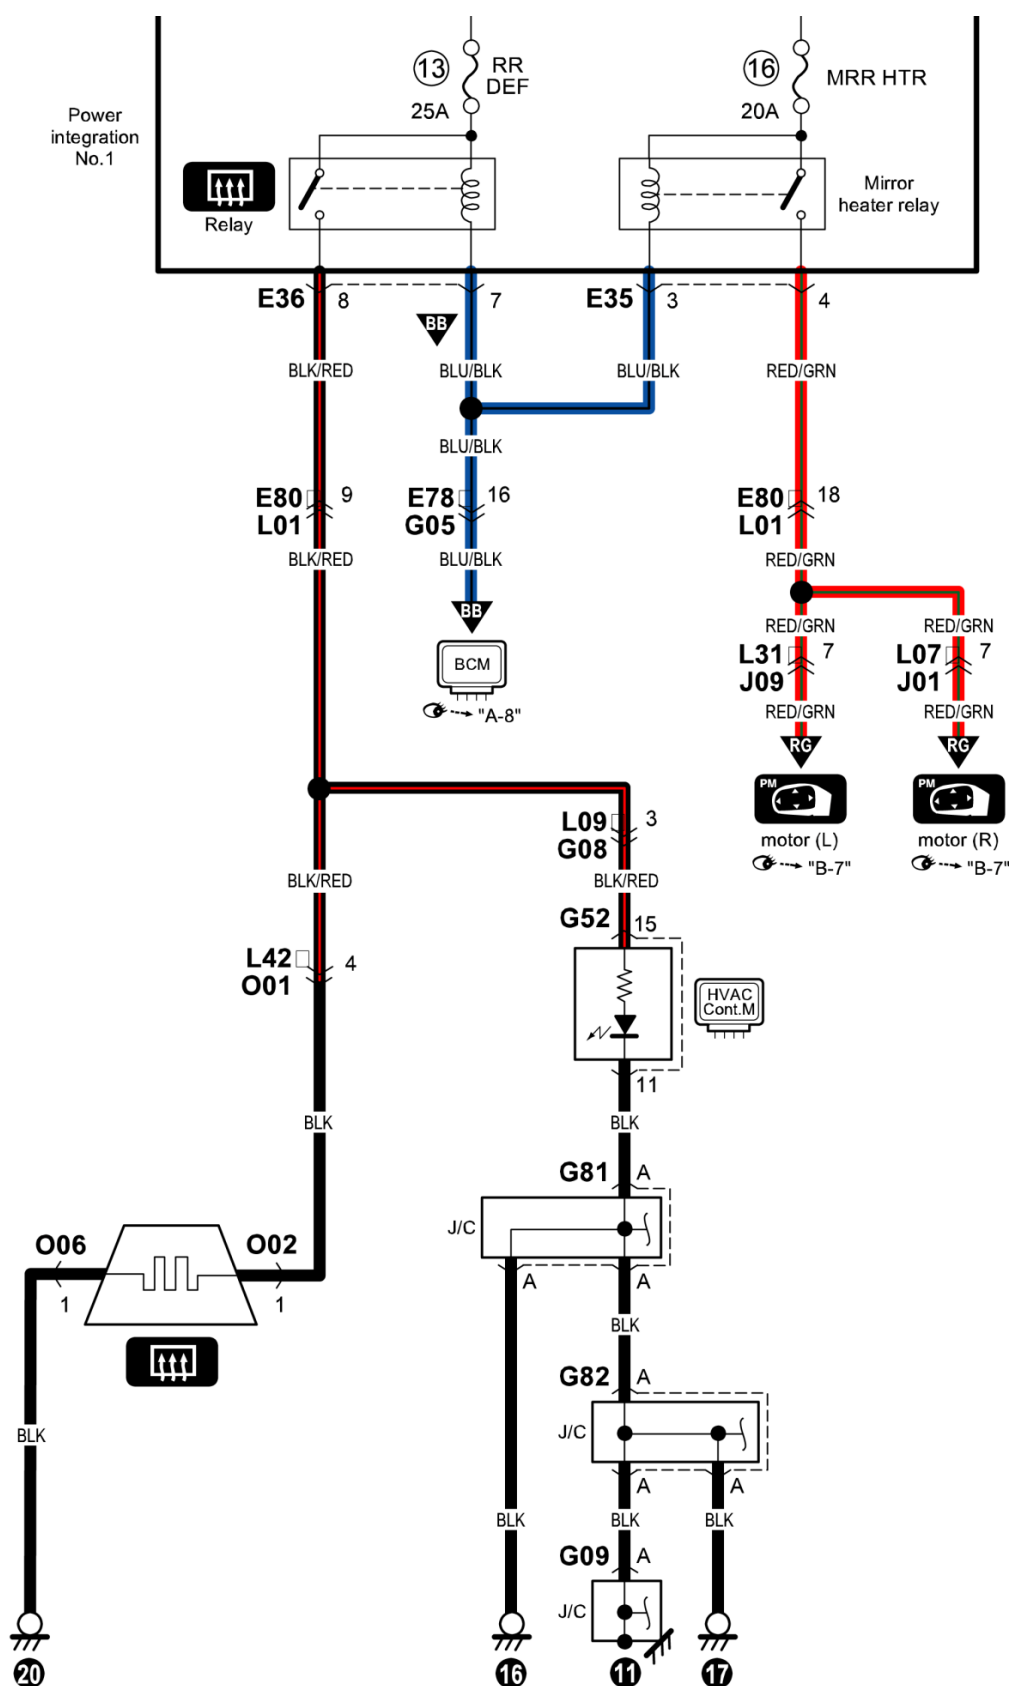 13
RR
DEF
25A
16
MRR HTR
20A
Power
integration
No.1
Relay
Mirror
heater relay
E36
8
7
E35
3
4
BB
BLK/RED
BLU/BLK
BLU/BLK
RED/GRN
BLU/BLK
E80
L01
9
E78
G05
16
E80
L01
18
BLK/RED
BLU/BLK
RED/GRN
BB
BCM
"A-8"
RED/GRN
RED/GRN
L31
J09
7
L07
J01
7
RED/GRN
RED/GRN
RG
RG
PM
PM
motor (L)
motor (R)
"B-7"
"B-7"
L09
G08
3
BLK/RED
BLK/RED
G52
15
L42
O01
4
HVAC
Cont.M
11
BLK
BLK
G81
A
J/C
A
A
O06
1
O02
1
BLK
G82
A
J/C
A
A
BLK
BLK
BLK
BLK
G09
A
J/C
20
16
11
17